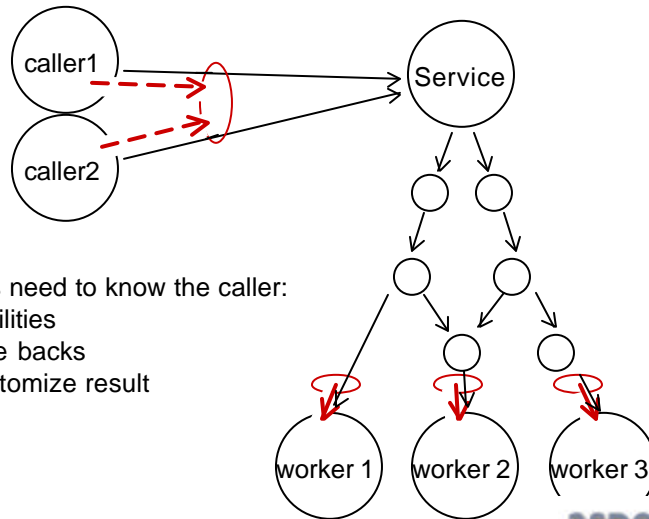 caller1
Service
caller2
need to know the caller:
ilities
e backs
tomize result
worker 1
worker 2
worker 3